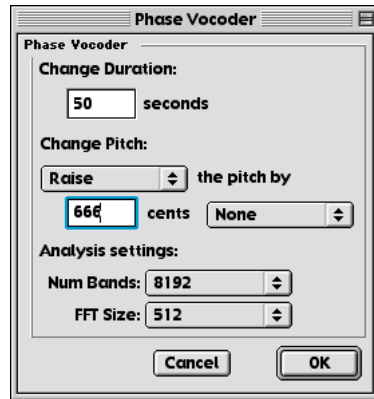 Phase Vocoder
Phase Vocoder
Change Duration:
50 seconds
Change Pitch:
Raise the pitch by
666 cents None
Analysis settings:
Num Bands: 8192
FFT Size: 512
Cancel OK